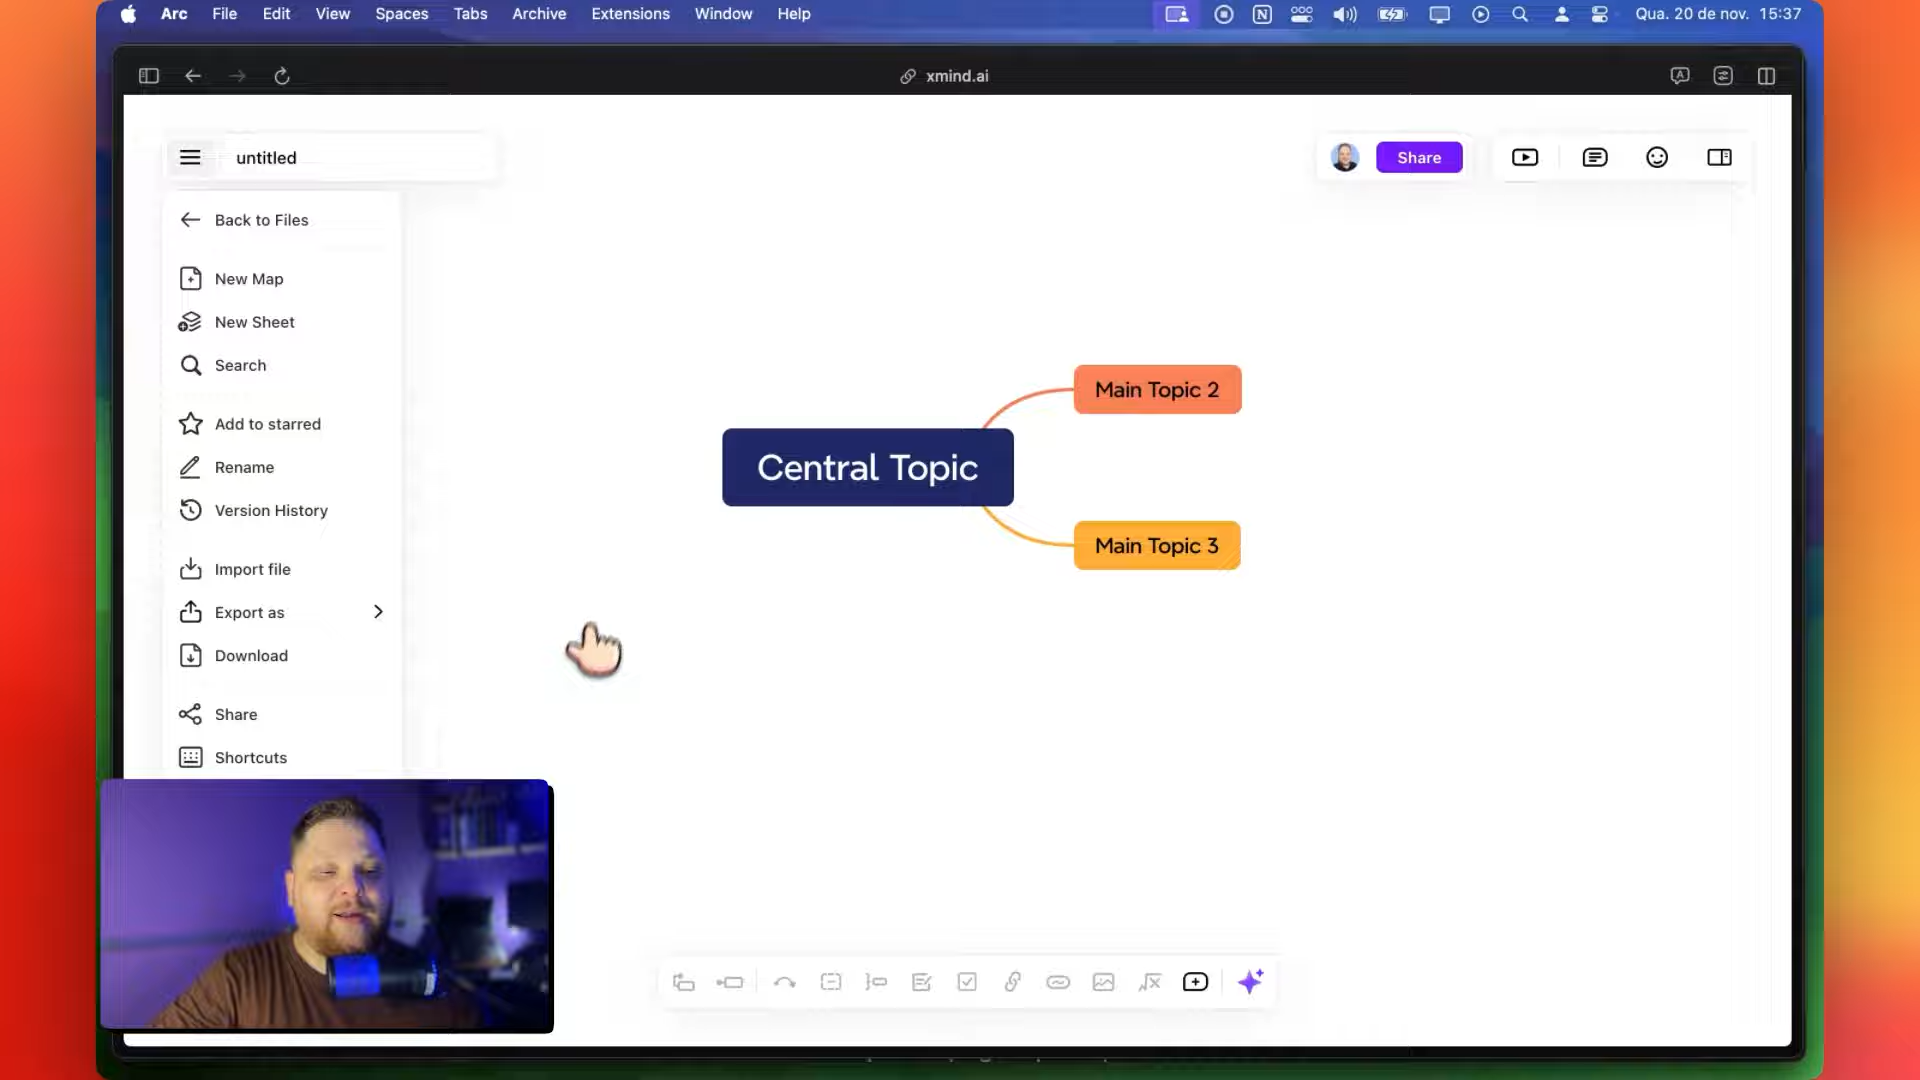 Arc File Edit View Spaces Tabs Archive Extensions Window Help
Qua. 20 de nov. 15:37
xmind.ai
untitled
Share
Back to Files
New Map
New Sheet
Search
Add to starred
Rename
Version History
Import file
Export as
Download
Share
Shortcuts
Main Topic 2
Central Topic
Main Topic 3